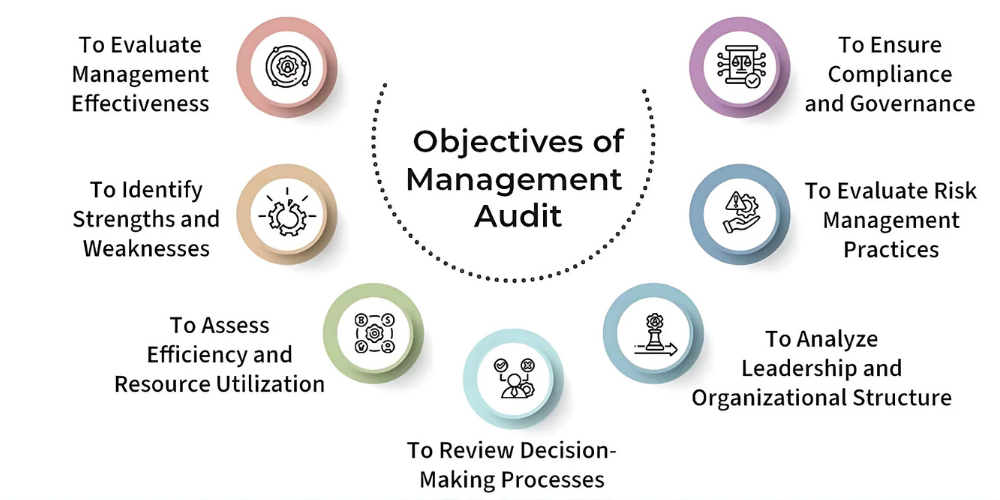 Objectives of
Management
Audit
To Evaluate
Management
Effectiveness
To Identify
Strengths and
Weaknesses
To Assess
Efficiency and
Resource Utilization
To Review Decision-
Making Processes
To Analyze
Leadership and
Organizational Structure
To Evaluate Risk
Management
Practices
To Ensure
Compliance
and Governance